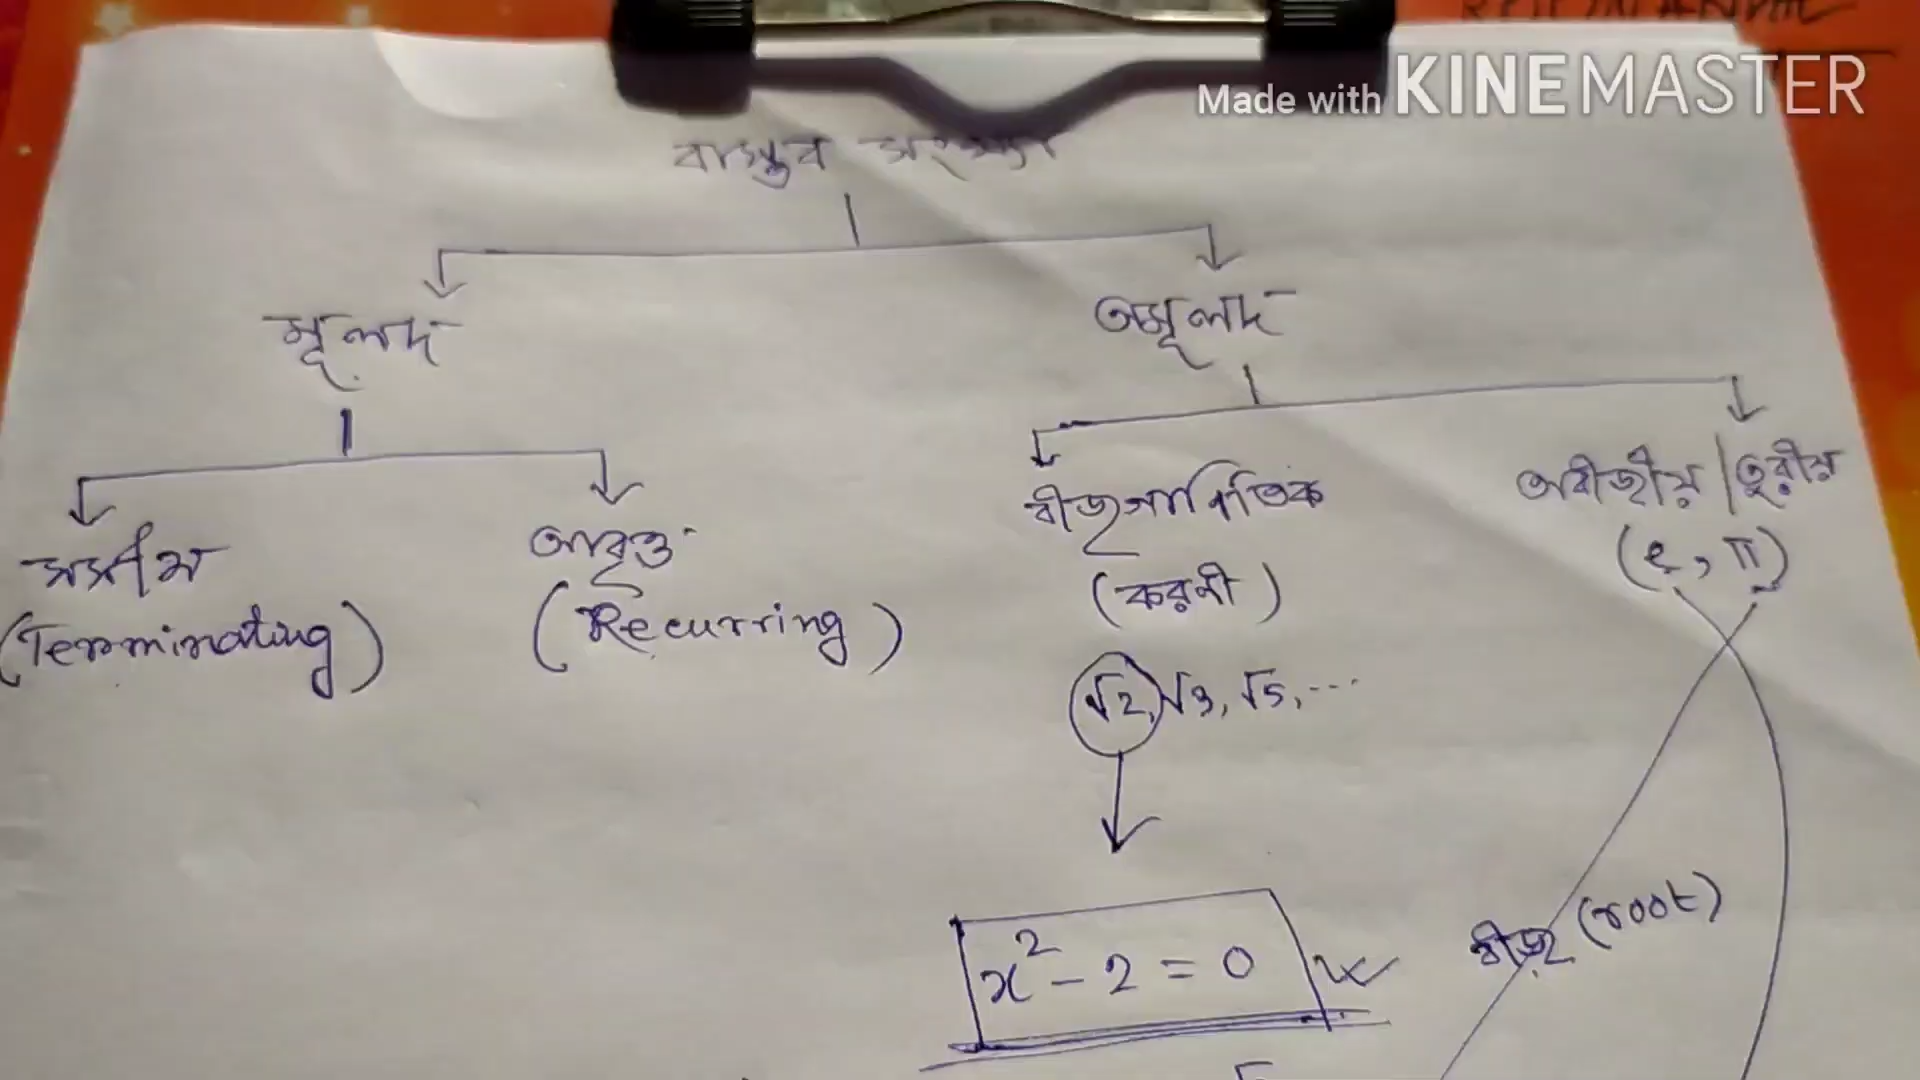 Made with KINEMASTER
বাস্তব সংখ্যা
মূলদ
অমূলদ
সসীম
(Terminating)
আবৃত্ত
(Recurring)
বীজগাণিতিক
(করণী)
√2, √3, √5, ...
অবীজীয় / তুরীয়
(e, π)
x² - 2 = 0
বীজ (root)